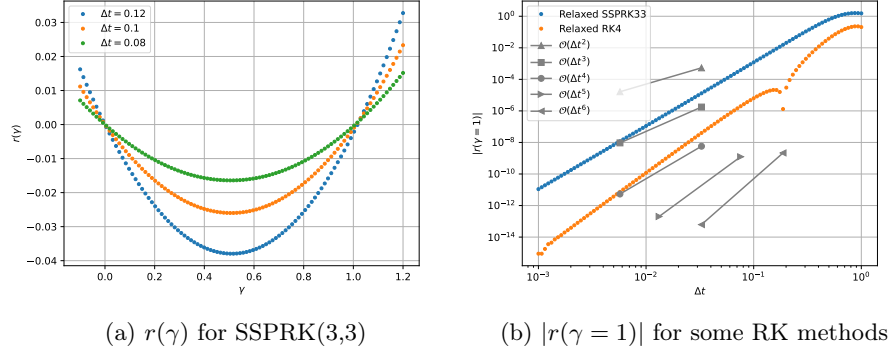 0.03
0.02
0.01
0.00
−0.01
−0.02
−0.03
−0.04
r(γ)
Δt = 0.12
Δt = 0.1
Δt = 0.08
0.0 0.2 0.4 0.6 0.8 1.0 1.2
γ
(a) r(γ) for SSPRK(3,3)
10⁰
10⁻²
10⁻⁴
10⁻⁶
10⁻⁸
10⁻¹⁰
10⁻¹²
10⁻¹⁴
|r(γ = 1)|
Relaxed SSPRK33
Relaxed RK4
𝒪(Δt²)
𝒪(Δt³)
𝒪(Δt⁴)
𝒪(Δt⁵)
𝒪(Δt⁶)
10⁻³ 10⁻² 10⁻¹ 10⁰
Δt
(b) |r(γ = 1)| for some RK methods